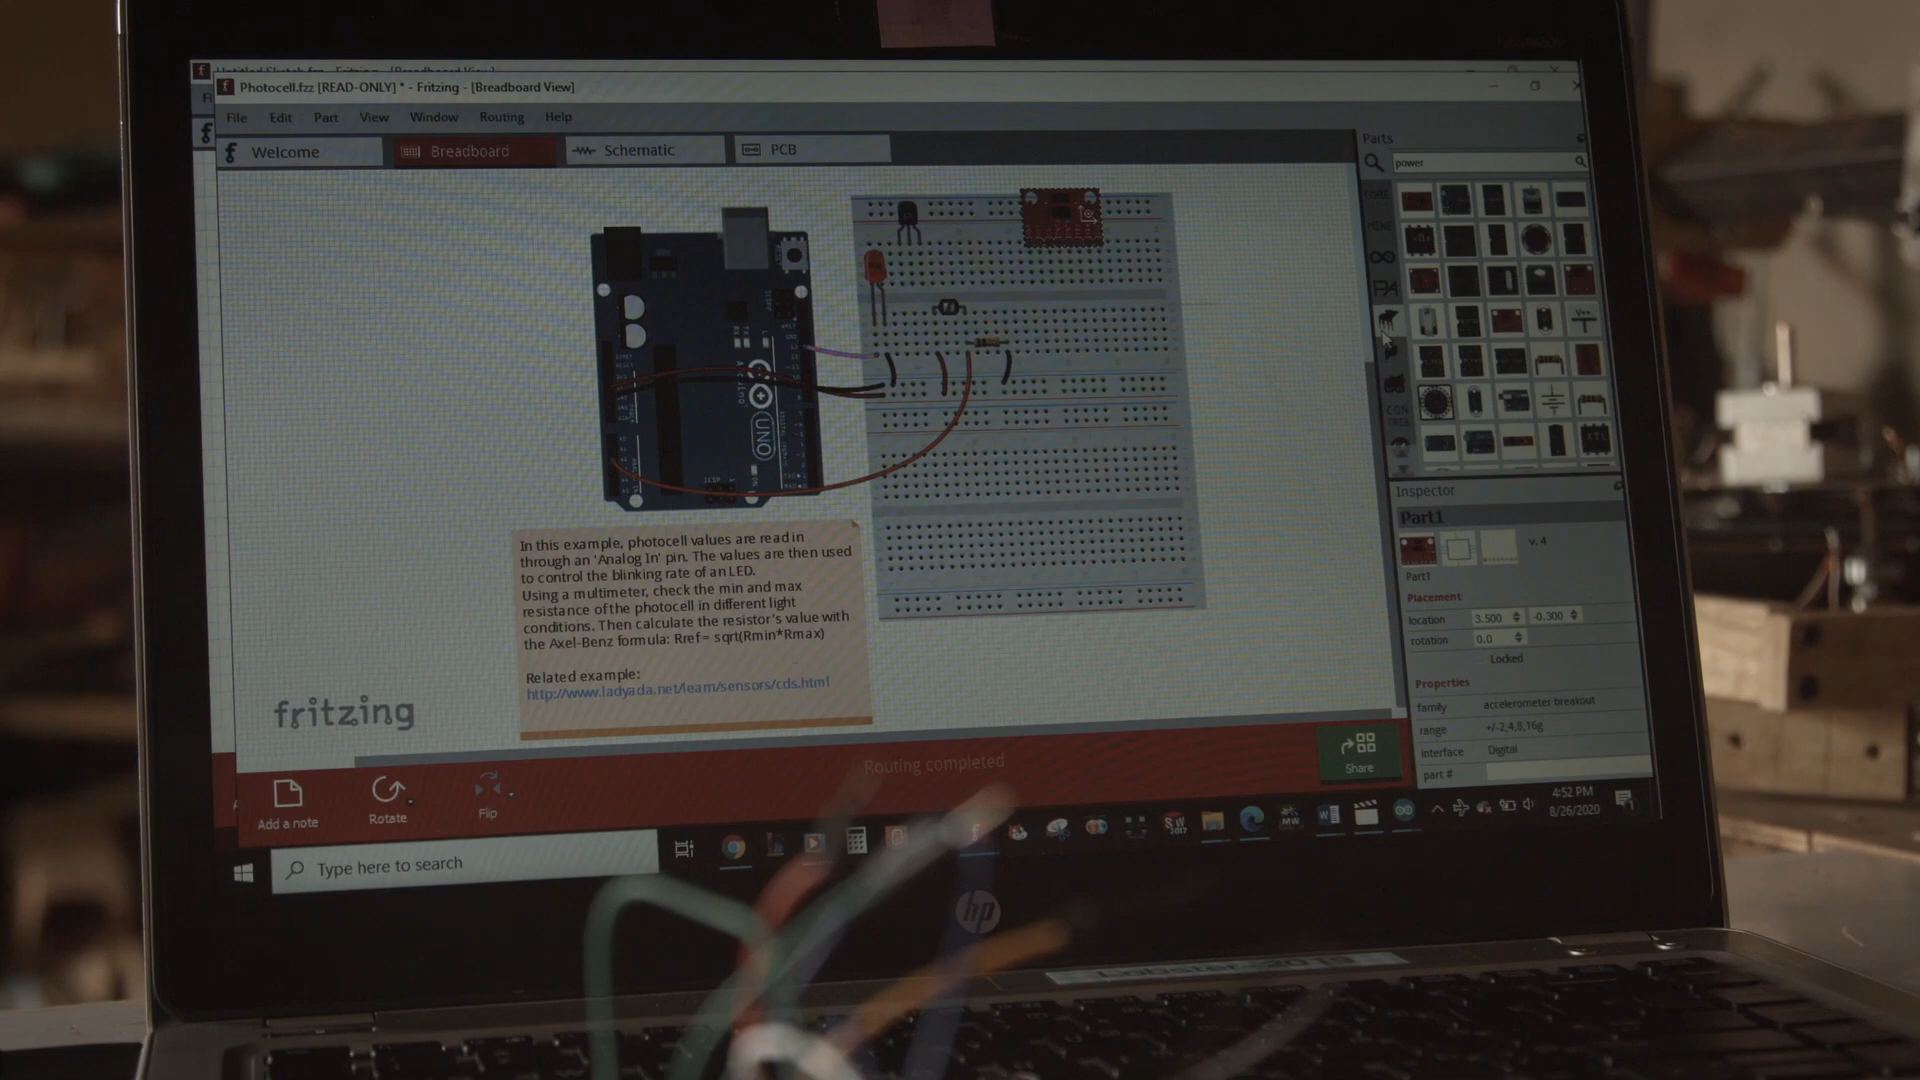 Photocell.fzz [READ-ONLY] * - Fritzing - [Breadboard View]
File Edit Part View Window Routing Help
Welcome
Breadboard
Schematic
PCB
Parts
power
CORE
MINE
CON
TRIB
UNO
ICSP
In this example, photocell values are read in
through an 'Analog In' pin. The values are then used
to control the blinking rate of an LED.
Using a multimeter, check the min and max
resistance of the photocell in different light
conditions. Then calculate the resistor's value with
the Axel-Benz formula: Rref= sqrt(Rmin*Rmax)
Related example:
http://www.ladyada.net/learn/sensors/cds.html
fritzing
Inspector
Part1
v. 4
Part1
Placement
location 3.500 -0.300
rotation 0.0
Locked
Properties
family accelerometer breakout
range +/-2,4,8,16g
interface Digital
part #
Routing completed
Share
Add a note
Rotate
Flip
4:52 PM
8/26/2020
Type here to search
hp